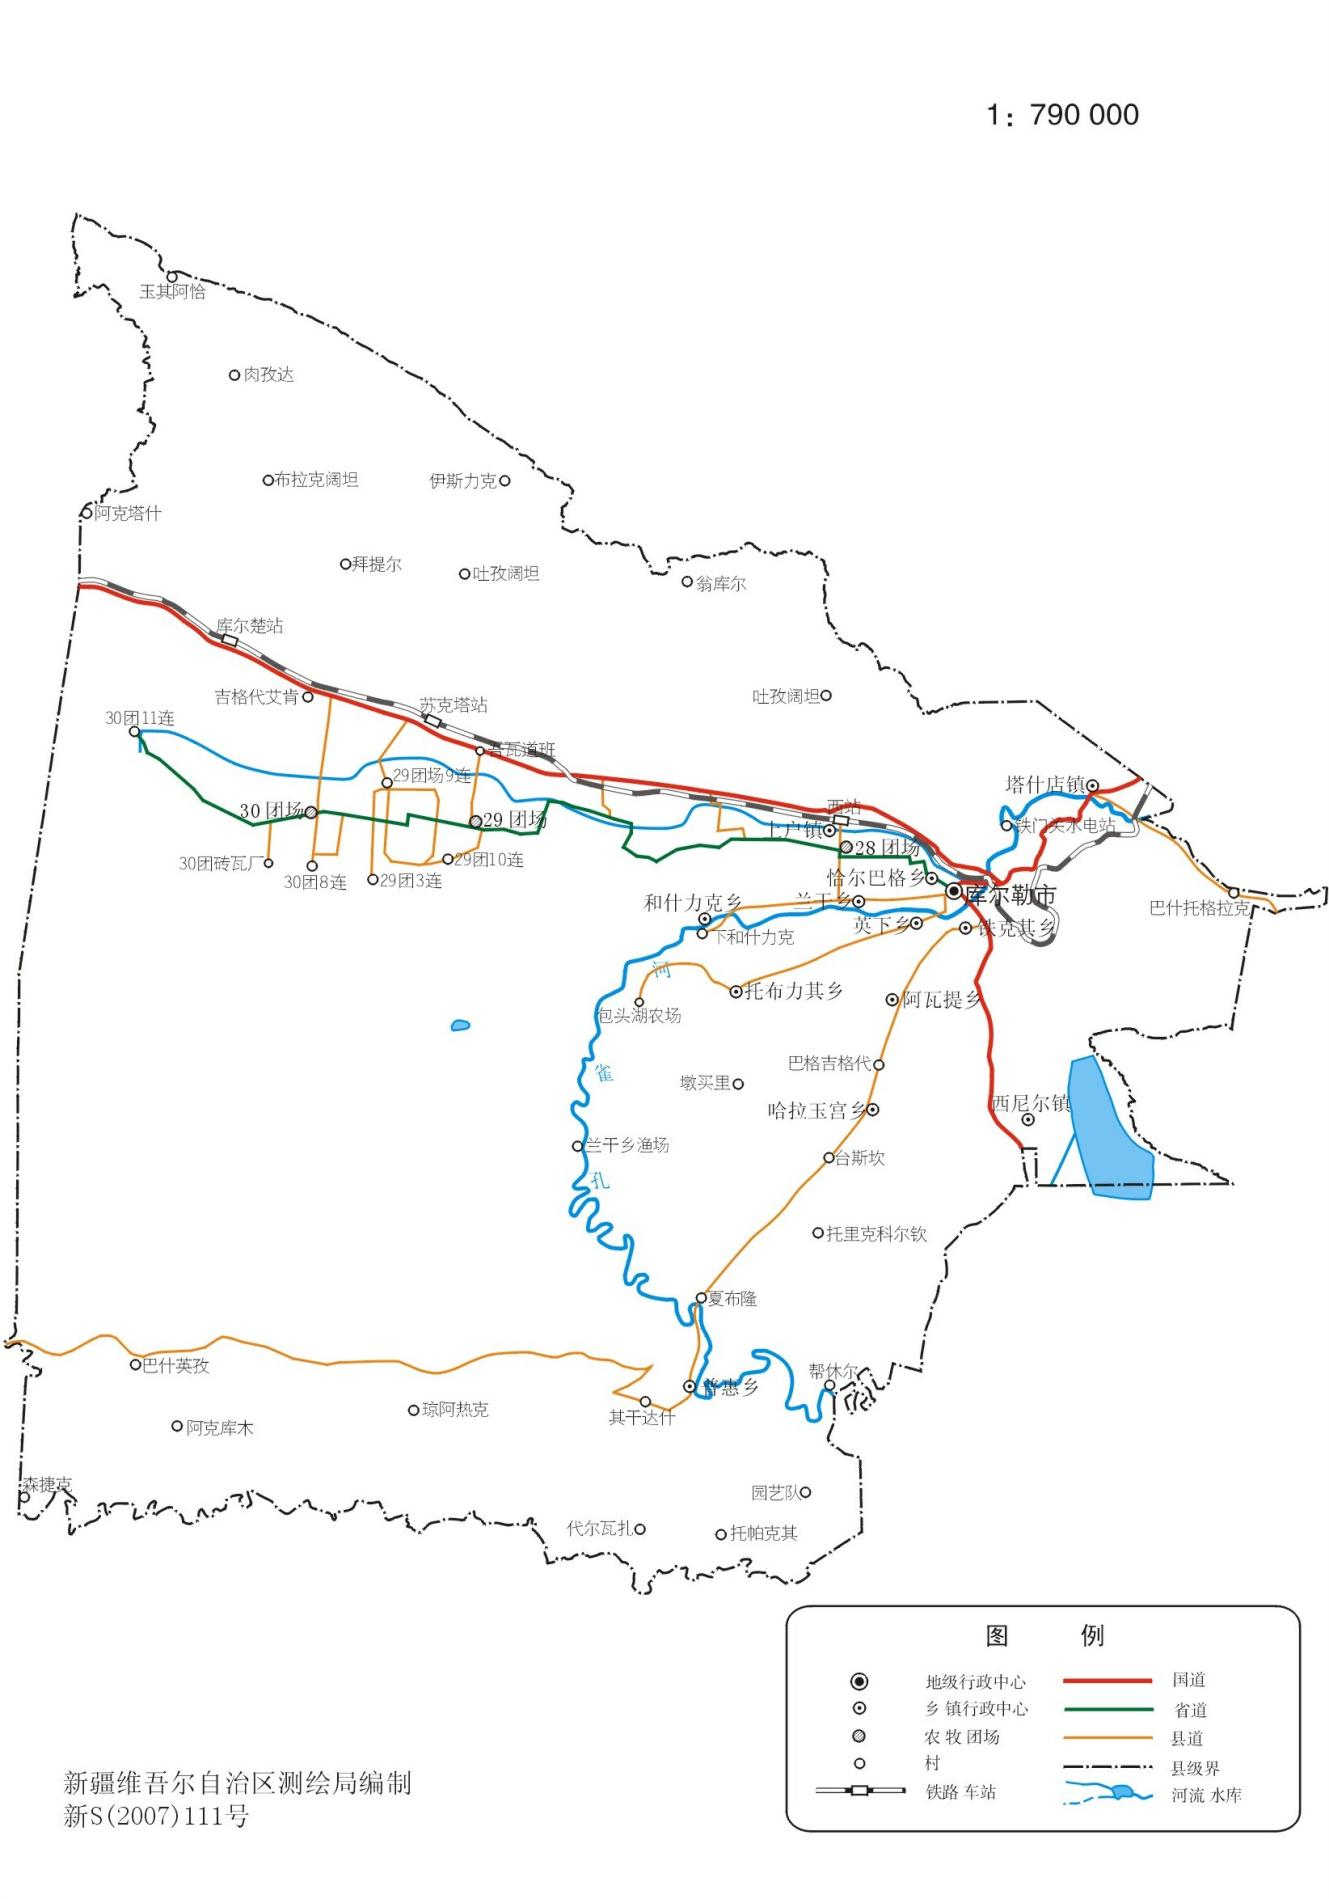 1: 790 000
玉其阿恰
肉孜达
布拉克阔坦
伊斯力克
阿克塔什
拜提尔
吐孜阔坦
翁库尔
库尔楚站
吉格代艾肯
苏克塔站
吐孜阔坦
30团11连
吾瓦道班
29团场9连
塔什店镇
30团场
29团场
西站
上户镇
铁门关水电站
28团场
30团砖瓦厂
30团8连
29团3连
29团10连
恰尔巴格乡
库尔勒市
和什力克乡
兰干乡
巴什托格拉克
英下乡
铁克其乡
下和什力克
河
托布力其乡
阿瓦提乡
包头湖农场
巴格吉格代
雀
墩买里
哈拉玉宫乡
西尼尔镇
兰干乡渔场
台斯坎
孔
托里克科尔钦
夏布隆
巴什英孜
帮休尔
普惠乡
琼阿热克
其干达什
阿克库木
森捷克
园艺队
代尔瓦扎
托帕克其
图 例
地级行政中心 国道
乡 镇行政中心 省道
农 牧 团场 县道
村 县级界
铁路 车站 河流 水库
新疆维吾尔自治区测绘局编制
新S(2007)111号